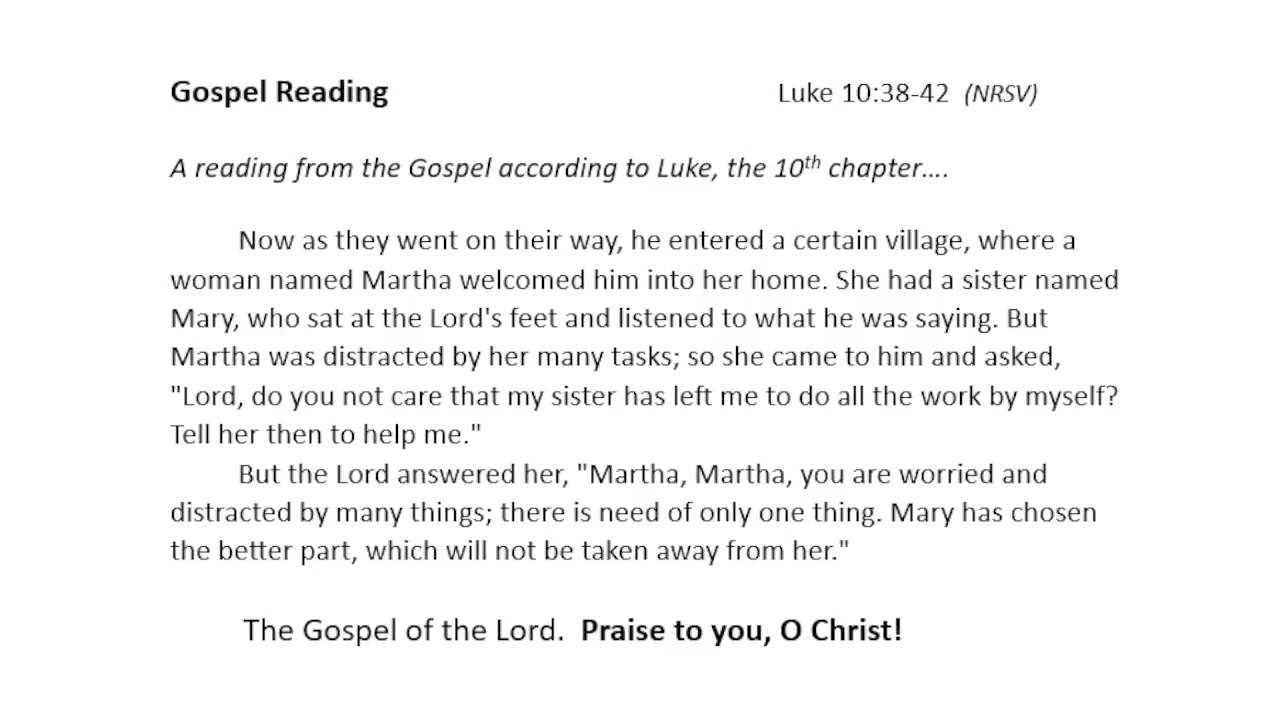 Gospel Reading Luke 10:38-42 (NRSV)
A reading from the Gospel according to Luke, the 10th chapter....
Now as they went on their way, he entered a certain village, where a
woman named Martha welcomed him into her home. She had a sister named
Mary, who sat at the Lord's feet and listened to what he was saying. But
Martha was distracted by her many tasks; so she came to him and asked,
"Lord, do you not care that my sister has left me to do all the work by myself?
Tell her then to help me."
But the Lord answered her, "Martha, Martha, you are worried and
distracted by many things; there is need of only one thing. Mary has chosen
the better part, which will not be taken away from her."
The Gospel of the Lord. Praise to you, O Christ!